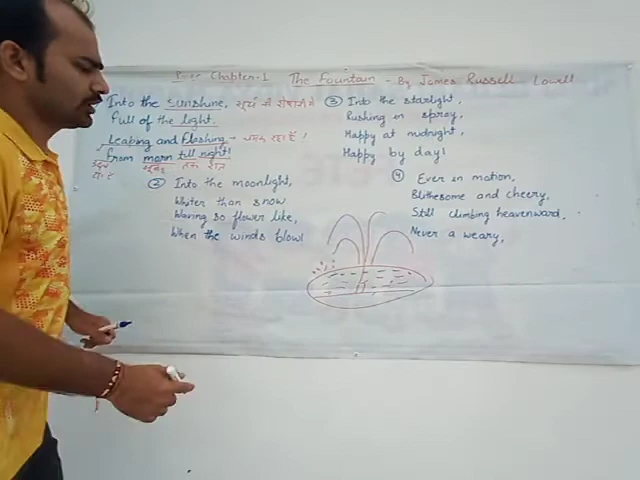 Poem Chapter-1 The Fountain - By James Russell Lowell
Into the sunshine, सूर्य की रोशनी में
Full of the light.
Leaping and Flashing → चमक रहा है!
From morn till night!
सुबह तक रात
② Into the moonlight,
Whiter than snow
Waving so flower like,
When the winds blow!
③ Into the starlight,
Rushing in spray,
Happy at midnight,
Happy by day!
④ Ever in motion,
Blithesome and cheery,
Still climbing heavenward,
Never a weary,